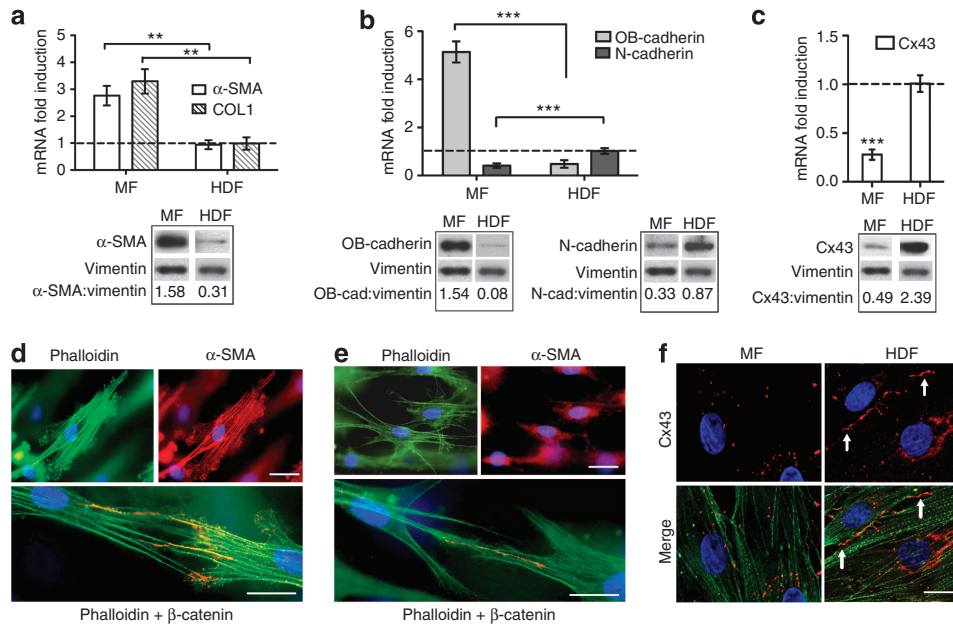 a
mRNA fold induction
5
4
3
2
1
0
**
**
α-SMA
COL1
MF HDF
MF HDF
α-SMA
Vimentin
α-SMA:vimentin 1.58 0.31
b
mRNA fold induction
6
4
2
0
***
***
OB-cadherin
N-cadherin
MF HDF
MF HDF
OB-cadherin
Vimentin
OB-cad:vimentin 1.54 0.08
MF HDF
N-cadherin
Vimentin
N-cad:vimentin 0.33 0.87
c
mRNA fold induction
1.5
1.0
0.5
0.0
Cx43
***
MF HDF
MF HDF
Cx43
Vimentin
Cx43:vimentin 0.49 2.39
d
Phalloidin α-SMA
Phalloidin + β-catenin
e
Phalloidin α-SMA
Phalloidin + β-catenin
f
MF HDF
Cx43
Merge